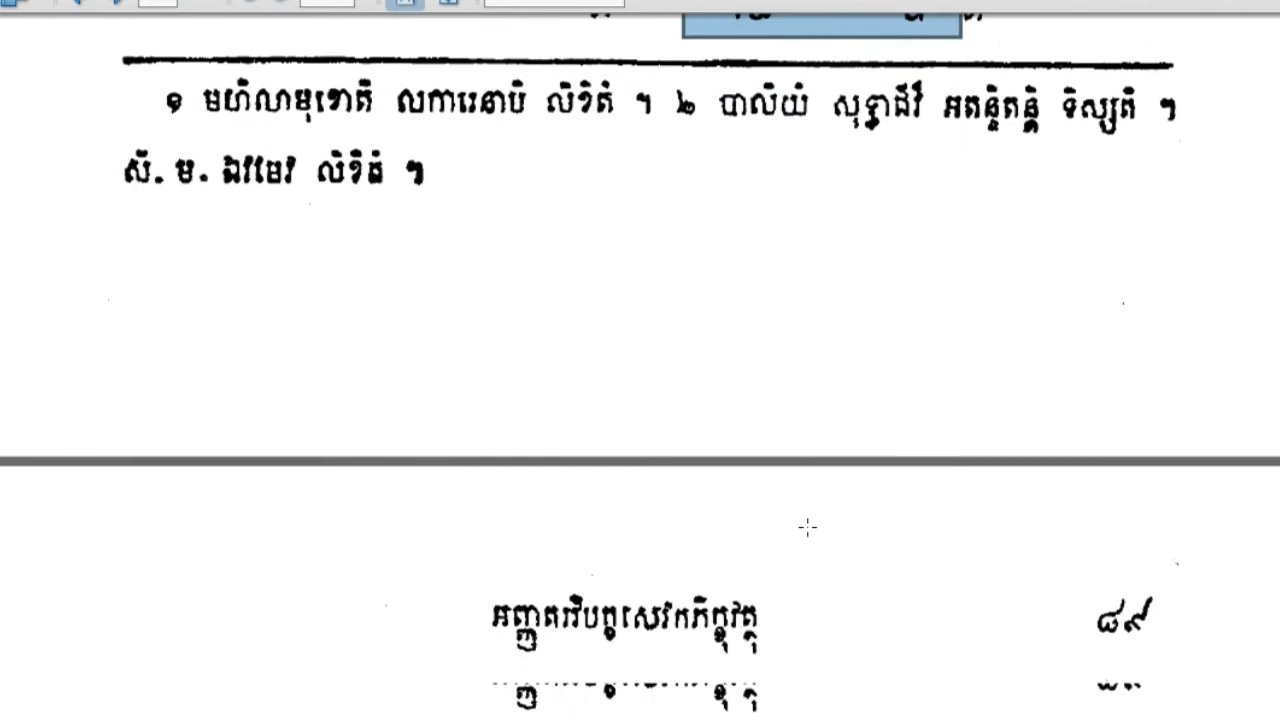 ១ មហិលាមុខោតិ លការេនាបិ លិខិតំ ។ ២ បាលិយំ សុទ្ធាជីវី អតន្ទិតន្តិ ទិស្សតិ ។
សី. ម. ឯវមេវ លិខិតំ ។
អញ្ញតរវិបក្ខសេវកភិក្ខុវត្ថុ ៨៩